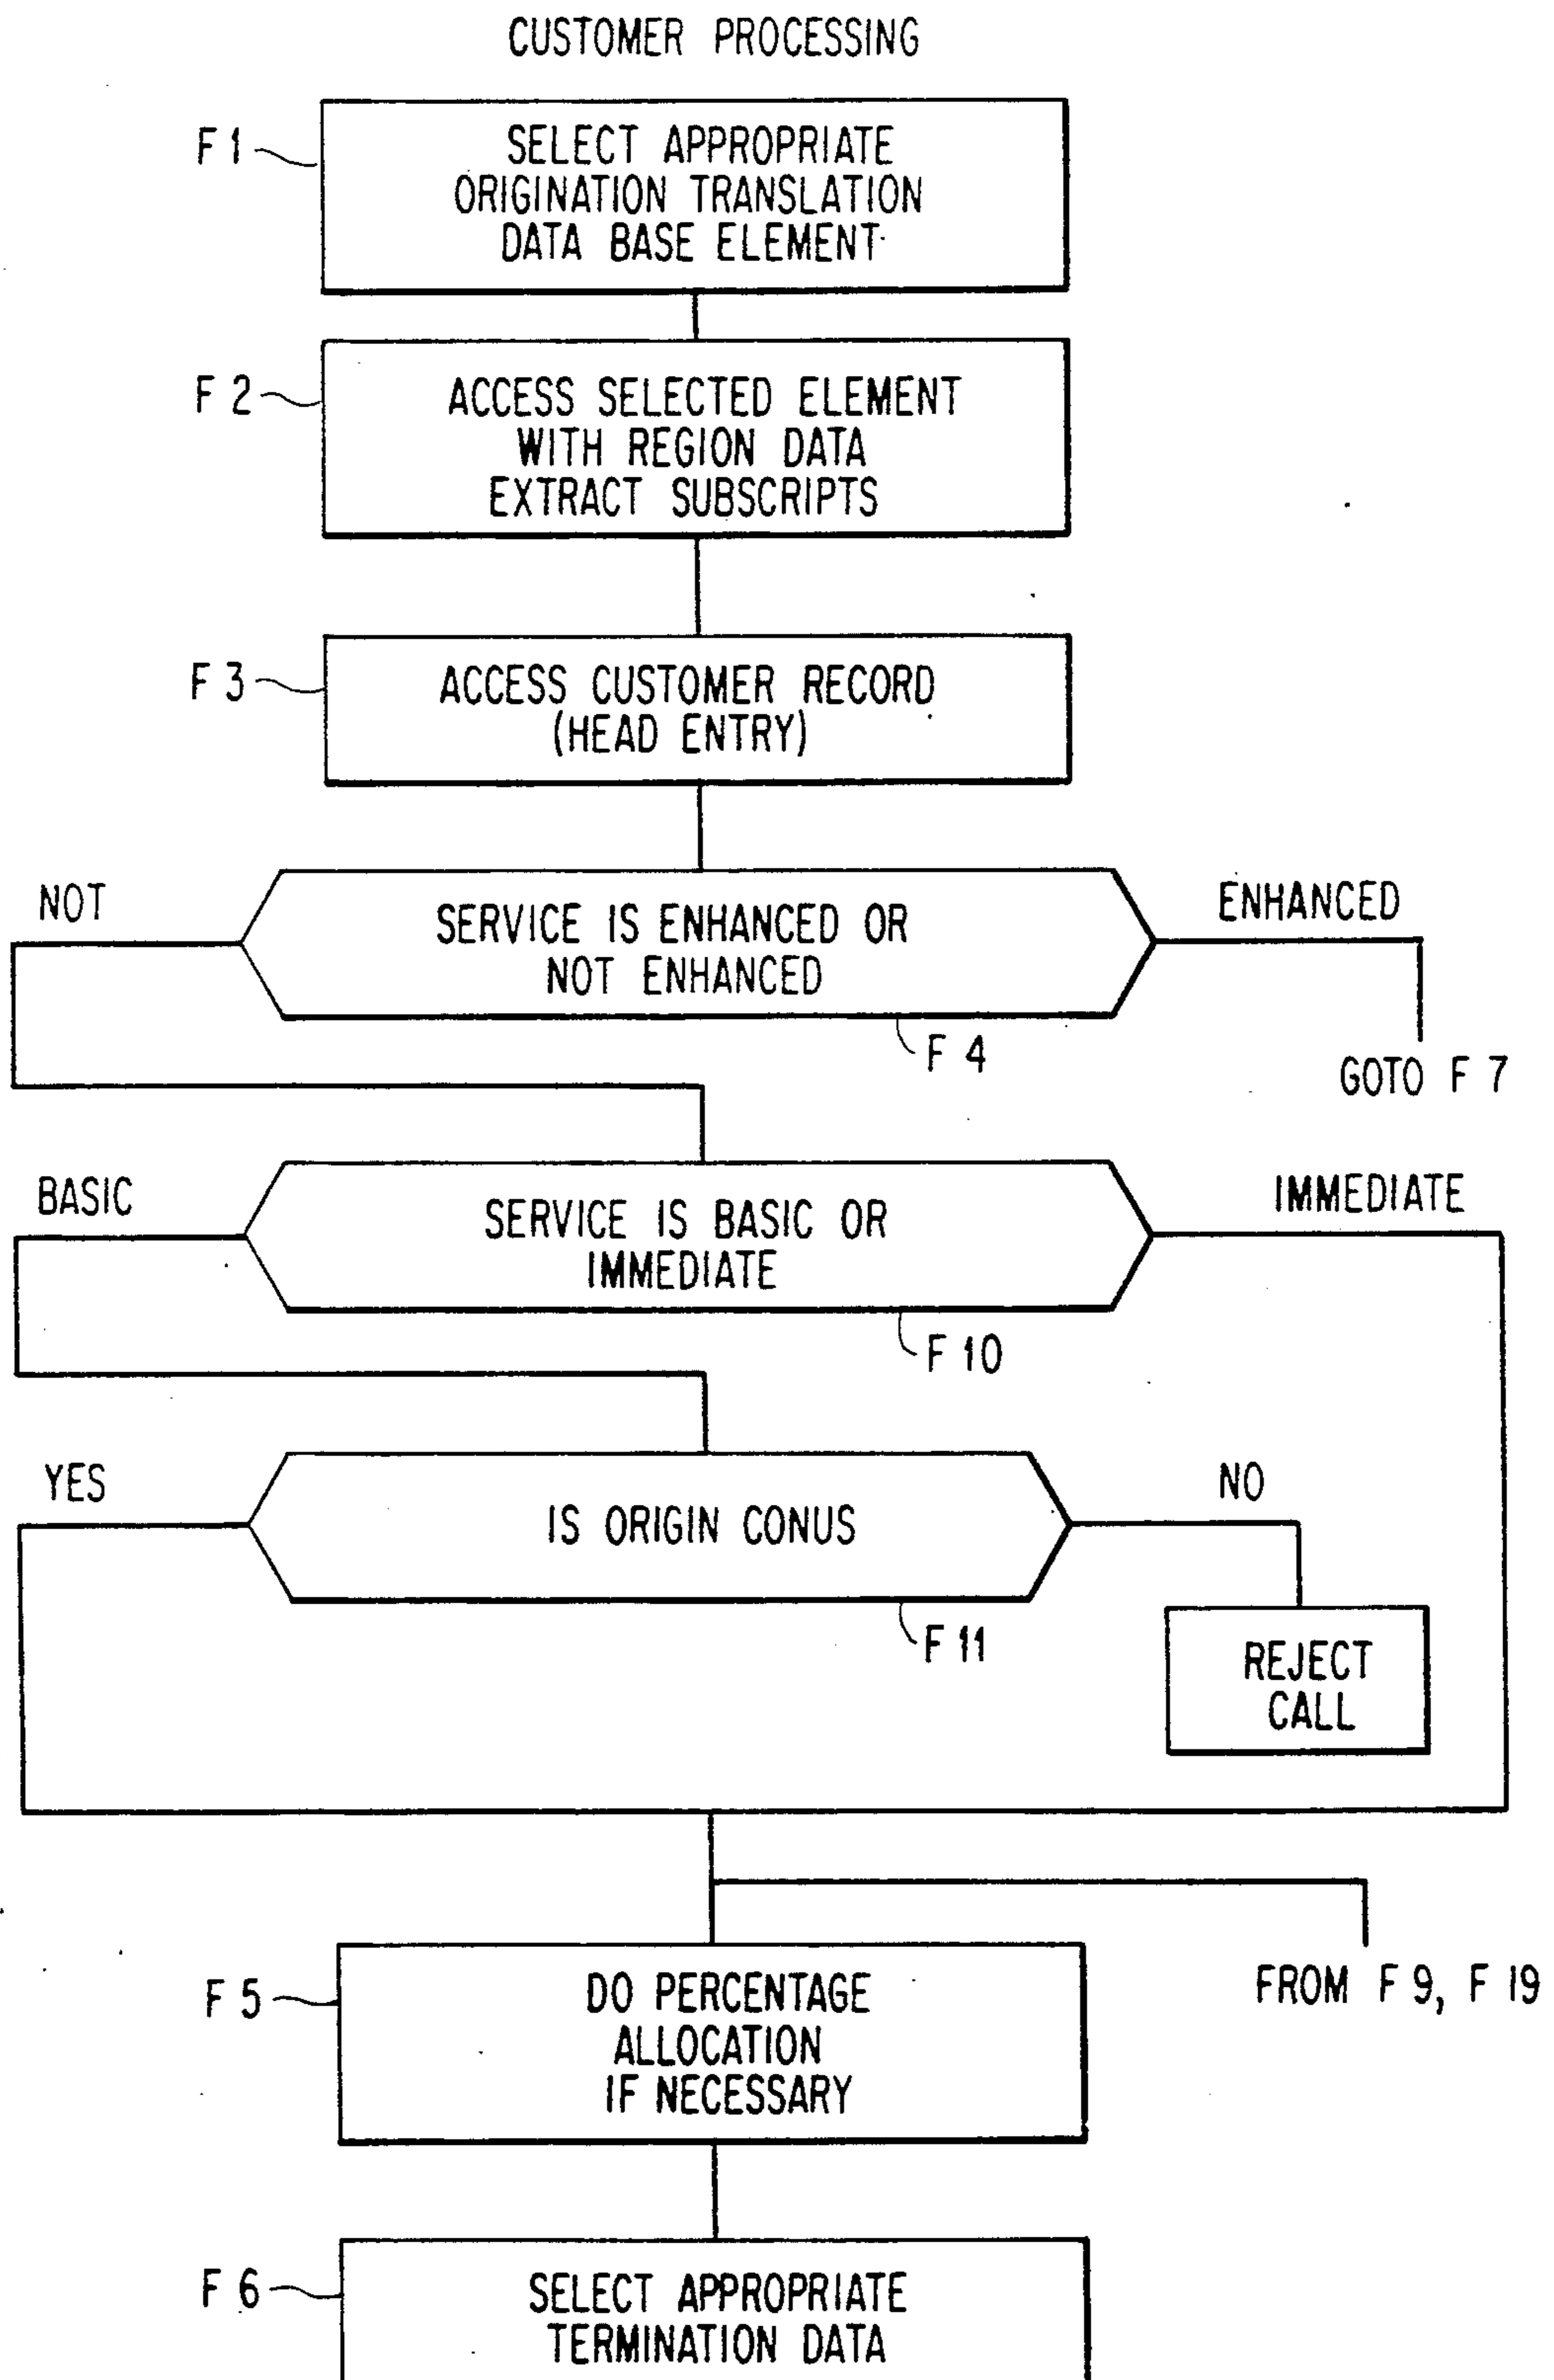 CUSTOMER PROCESSING
F 1
SELECT APPROPRIATE
ORIGINATION TRANSLATION
DATA BASE ELEMENT
F 2
ACCESS SELECTED ELEMENT
WITH REGION DATA
EXTRACT SUBSCRIPTS
F 3
ACCESS CUSTOMER RECORD
(HEAD ENTRY)
NOT
SERVICE IS ENHANCED OR
NOT ENHANCED
ENHANCED
F 4
GOTO F 7
BASIC
SERVICE IS BASIC OR
IMMEDIATE
IMMEDIATE
F 10
YES
IS ORIGIN CONUS
NO
F 11
REJECT
CALL
F 5
DO PERCENTAGE
ALLOCATION
IF NECESSARY
FROM F 9, F 19
F 6
SELECT APPROPRIATE
TERMINATION DATA